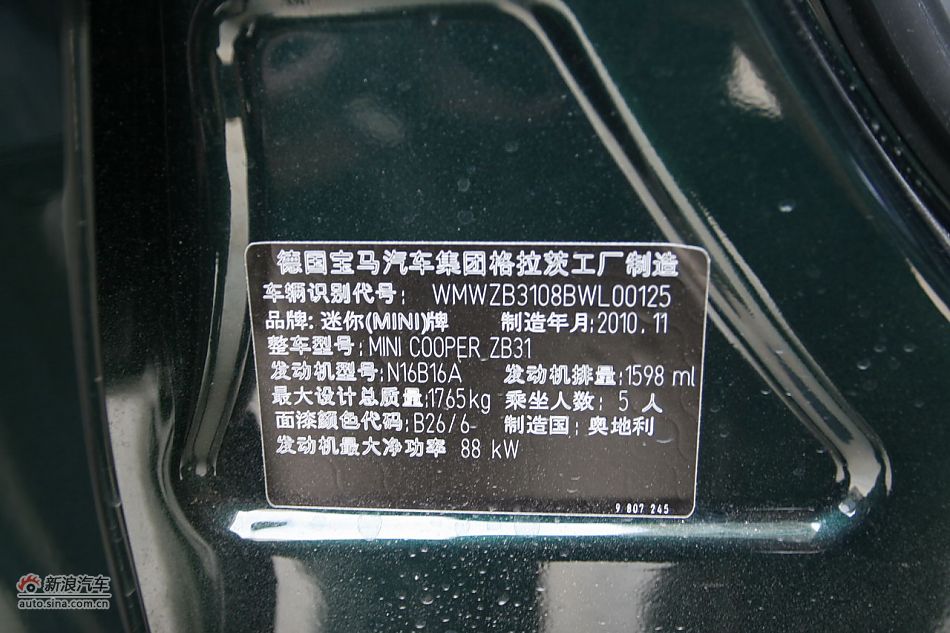 德国宝马汽车集团格拉茨工厂制造
车辆识别代号: WMWZB3108BWL00125
品牌: 迷你(MINI)牌 制造年月: 2010.11
整车型号: MINI COOPER ZB31
发动机型号: N16B16A 发动机排量: 1598 ml
最大设计总质量: 1765kg 乘坐人数: 5 人
面漆颜色代码: B26/6- 制造国: 奥地利
发动机最大净功率 88 kW
9 807 245
新浪汽车
auto.sina.com.cn